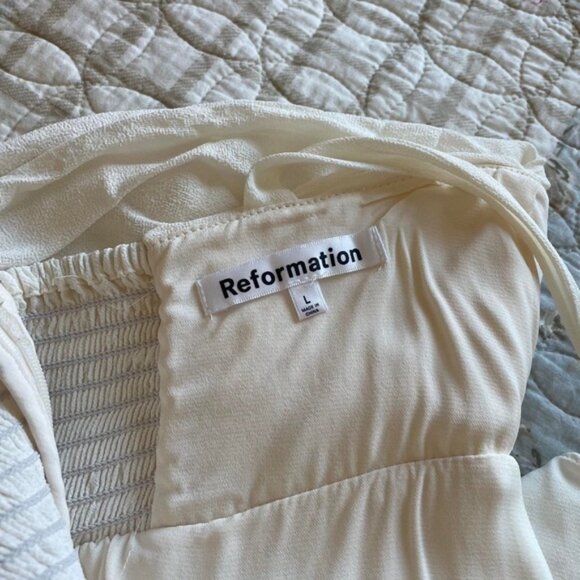 Reformation
L
MADE IN
CHINA